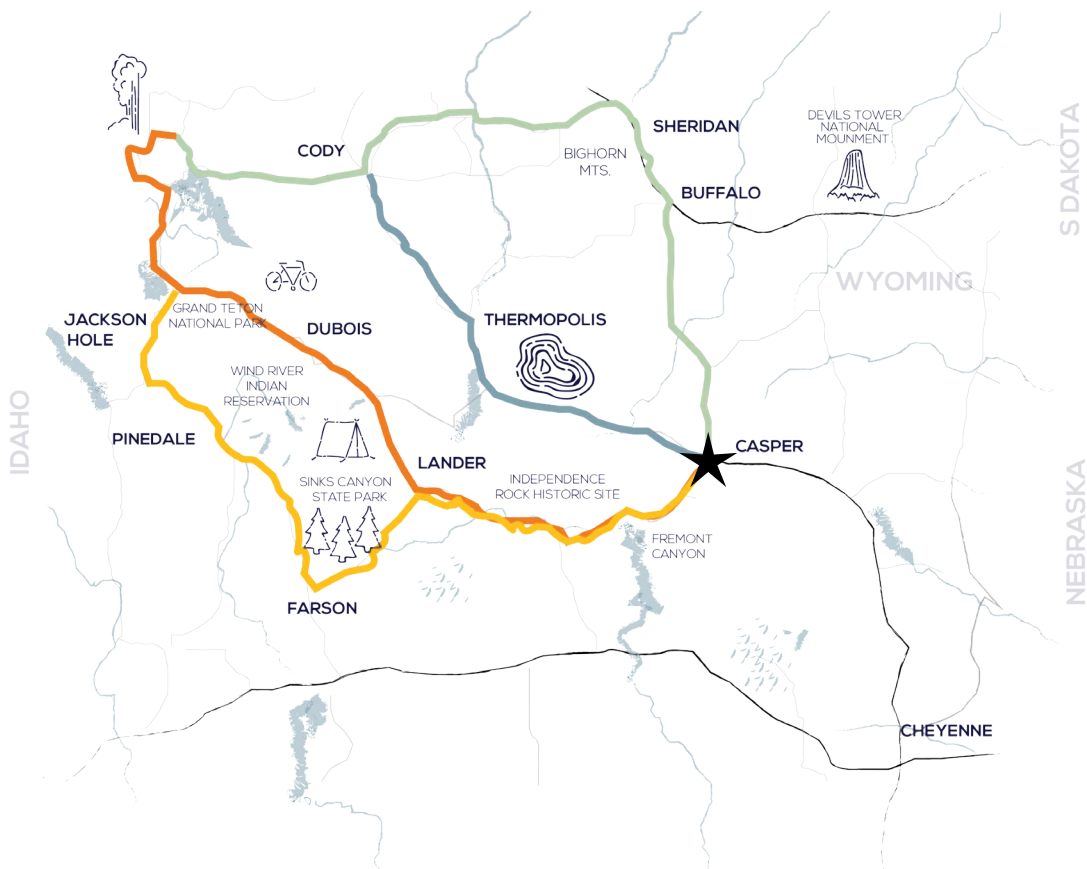 SHERIDAN
DEVILS TOWER
NATIONAL
MOUNMENT
S DAKOTA
CODY
BIGHORN
MTS.
BUFFALO
WYOMING
GRAND TETON
NATIONAL PARK
JACKSON
HOLE
DUBOIS
THERMOPOLIS
WIND RIVER
INDIAN
RESERVATION
IDAHO
PINEDALE
LANDER
CASPER
SINKS CANYON
STATE PARK
INDEPENDENCE
ROCK HISTORIC SITE
FREMONT
CANYON
NEBRASKA
FARSON
CHEYENNE